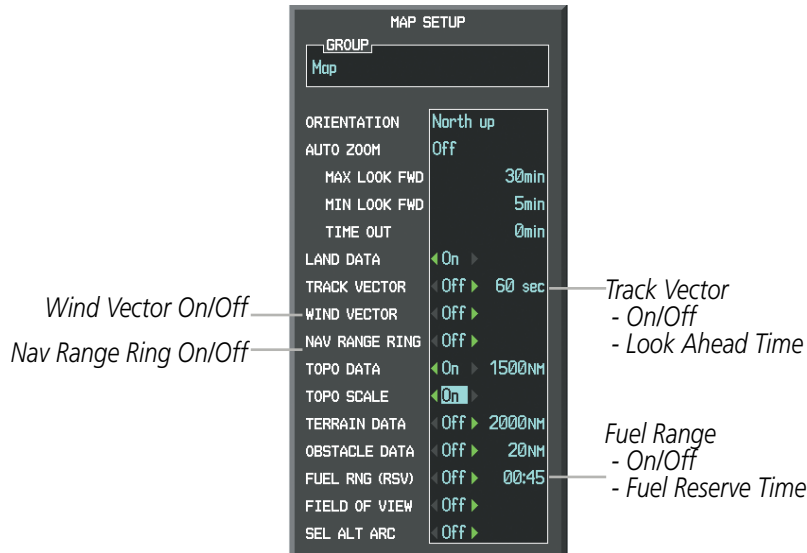 MAP SETUP
GROUP
Map
ORIENTATION North up
AUTO ZOOM Off
MAX LOOK FWD 30min
MIN LOOK FWD 5min
TIME OUT 0min
LAND DATA On
TRACK VECTOR Off 60 sec
WIND VECTOR Off
NAV RANGE RING Off
TOPO DATA On 1500NM
TOPO SCALE On
TERRAIN DATA Off 2000NM
OBSTACLE DATA Off 20NM
FUEL RNG (RSV) Off 00:45
FIELD OF VIEW Off
SEL ALT ARC Off
Wind Vector On/Off
Nav Range Ring On/Off
Track Vector
- On/Off
- Look Ahead Time
Fuel Range
- On/Off
- Fuel Reserve Time